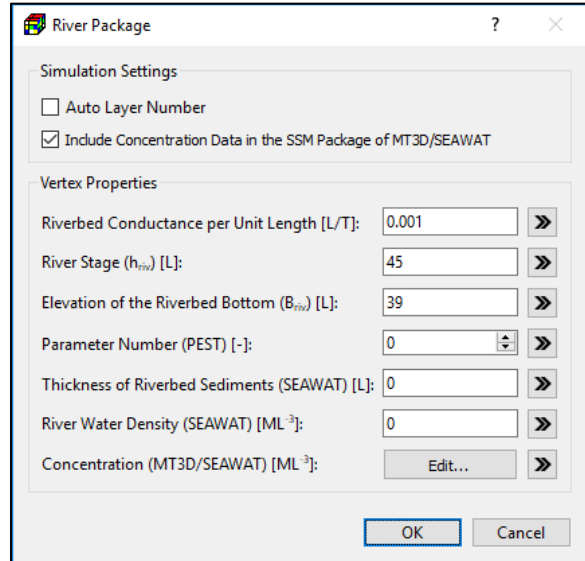 River Package
?
Simulation Settings
Auto Layer Number
Include Concentration Data in the SSM Package of MT3D/SEAWAT
Vertex Properties
Riverbed Conductance per Unit Length [L/T]: 0.001
River Stage (hriv) [L]: 45
Elevation of the Riverbed Bottom (Briv) [L]: 39
Parameter Number (PEST) [-]: 0
Thickness of Riverbed Sediments (SEAWAT) [L]: 0
River Water Density (SEAWAT) [ML⁻³]: 0
Concentration (MT3D/SEAWAT) [ML⁻³]: Edit...
OK Cancel